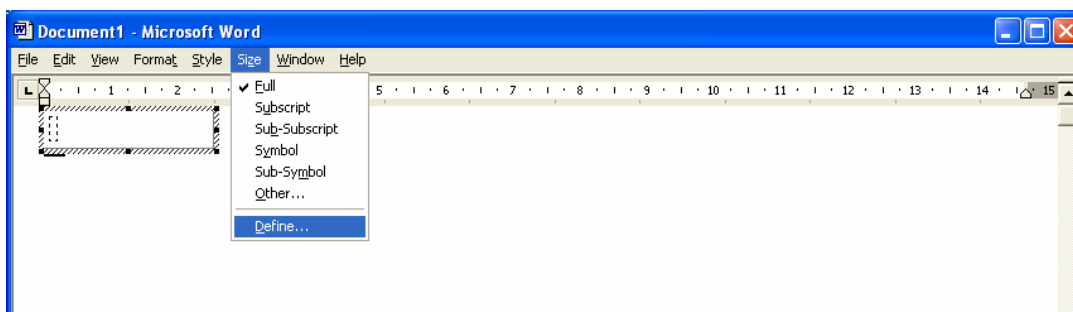 Document1 - Microsoft Word
File Edit View Format Style Size Window Help
L 1 2 5 6 7 8 9 10 11 12 13 14 15
Full
Subscript
Sub-Subscript
Symbol
Sub-Symbol
Other...
Define...